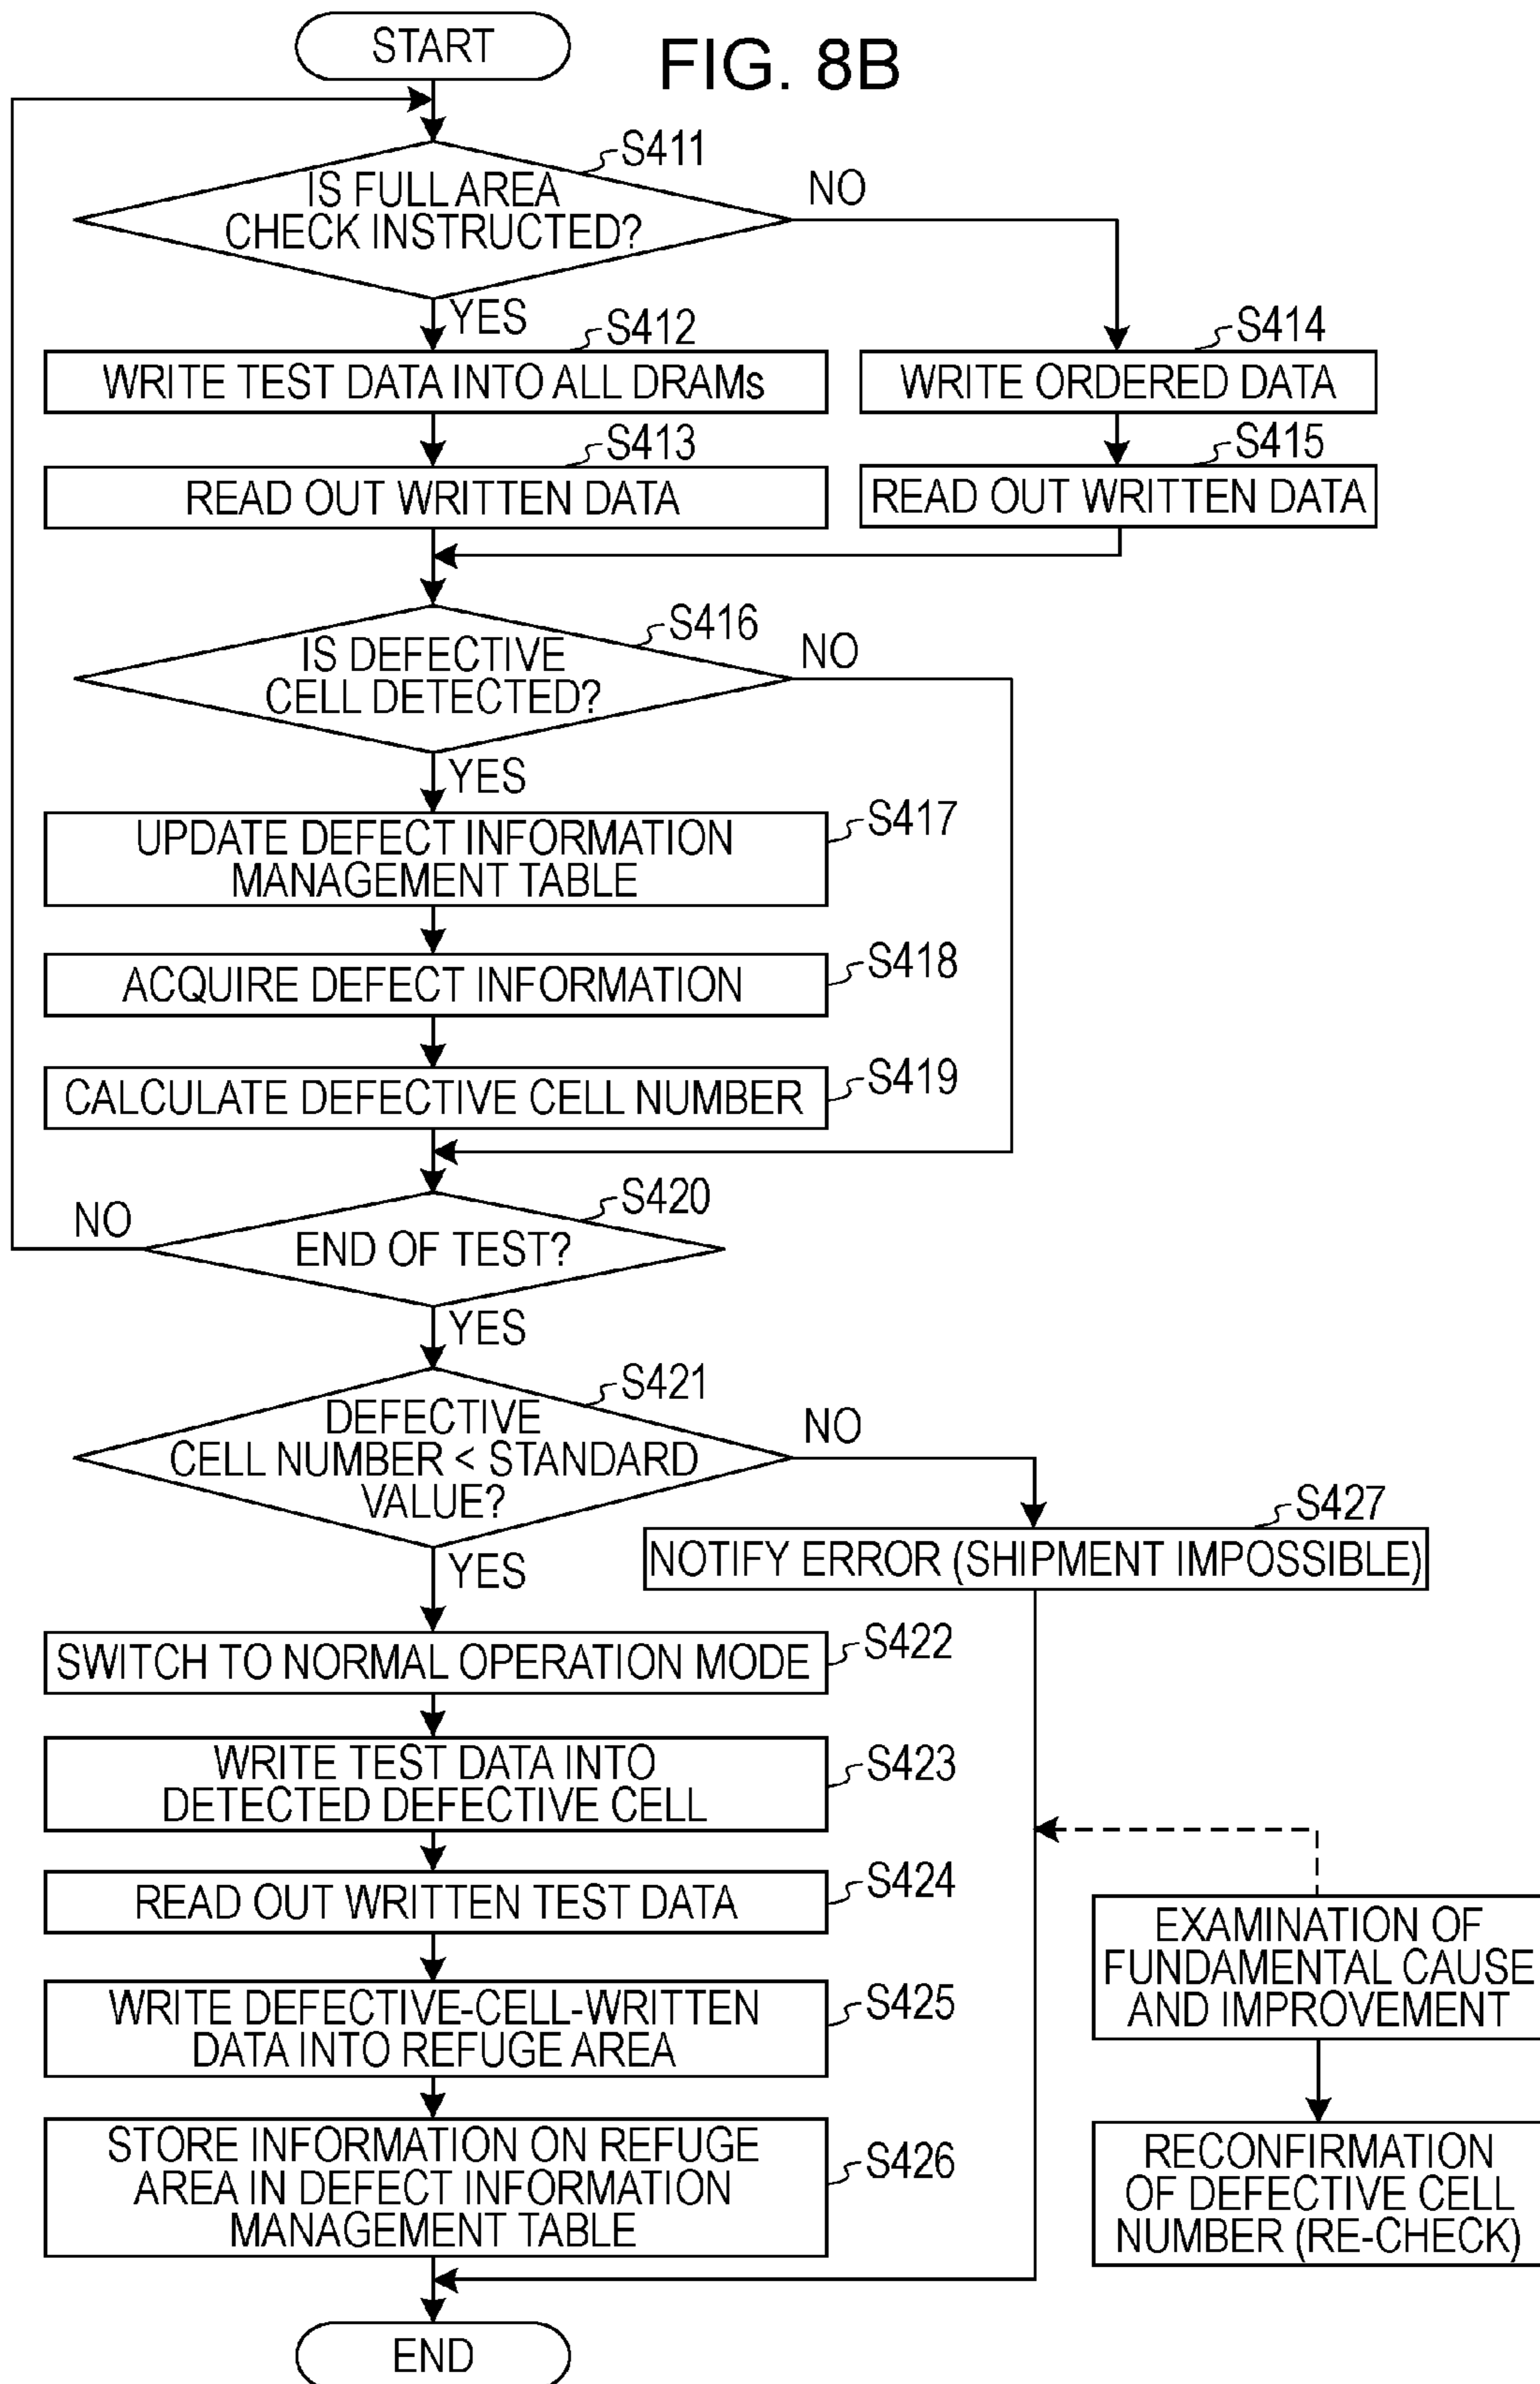 START
FIG. 8B
S411
IS FULL AREA
CHECK INSTRUCTED?
NO
YES
S412
WRITE TEST DATA INTO ALL DRAMs
S414
WRITE ORDERED DATA
S413
READ OUT WRITTEN DATA
S415
READ OUT WRITTEN DATA
S416
IS DEFECTIVE
CELL DETECTED?
NO
YES
S417
UPDATE DEFECT INFORMATION
MANAGEMENT TABLE
S418
ACQUIRE DEFECT INFORMATION
S419
CALCULATE DEFECTIVE CELL NUMBER
S420
NO
END OF TEST?
YES
S421
DEFECTIVE
CELL NUMBER < STANDARD
VALUE?
NO
YES
S427
NOTIFY ERROR (SHIPMENT IMPOSSIBLE)
S422
SWITCH TO NORMAL OPERATION MODE
S423
WRITE TEST DATA INTO
DETECTED DEFECTIVE CELL
S424
READ OUT WRITTEN TEST DATA
S425
WRITE DEFECTIVE-CELL-WRITTEN
DATA INTO REFUGE AREA
S426
STORE INFORMATION ON REFUGE
AREA IN DEFECT INFORMATION
MANAGEMENT TABLE
EXAMINATION OF
FUNDAMENTAL CAUSE
AND IMPROVEMENT
RECONFIRMATION
OF DEFECTIVE CELL
NUMBER (RE-CHECK)
END